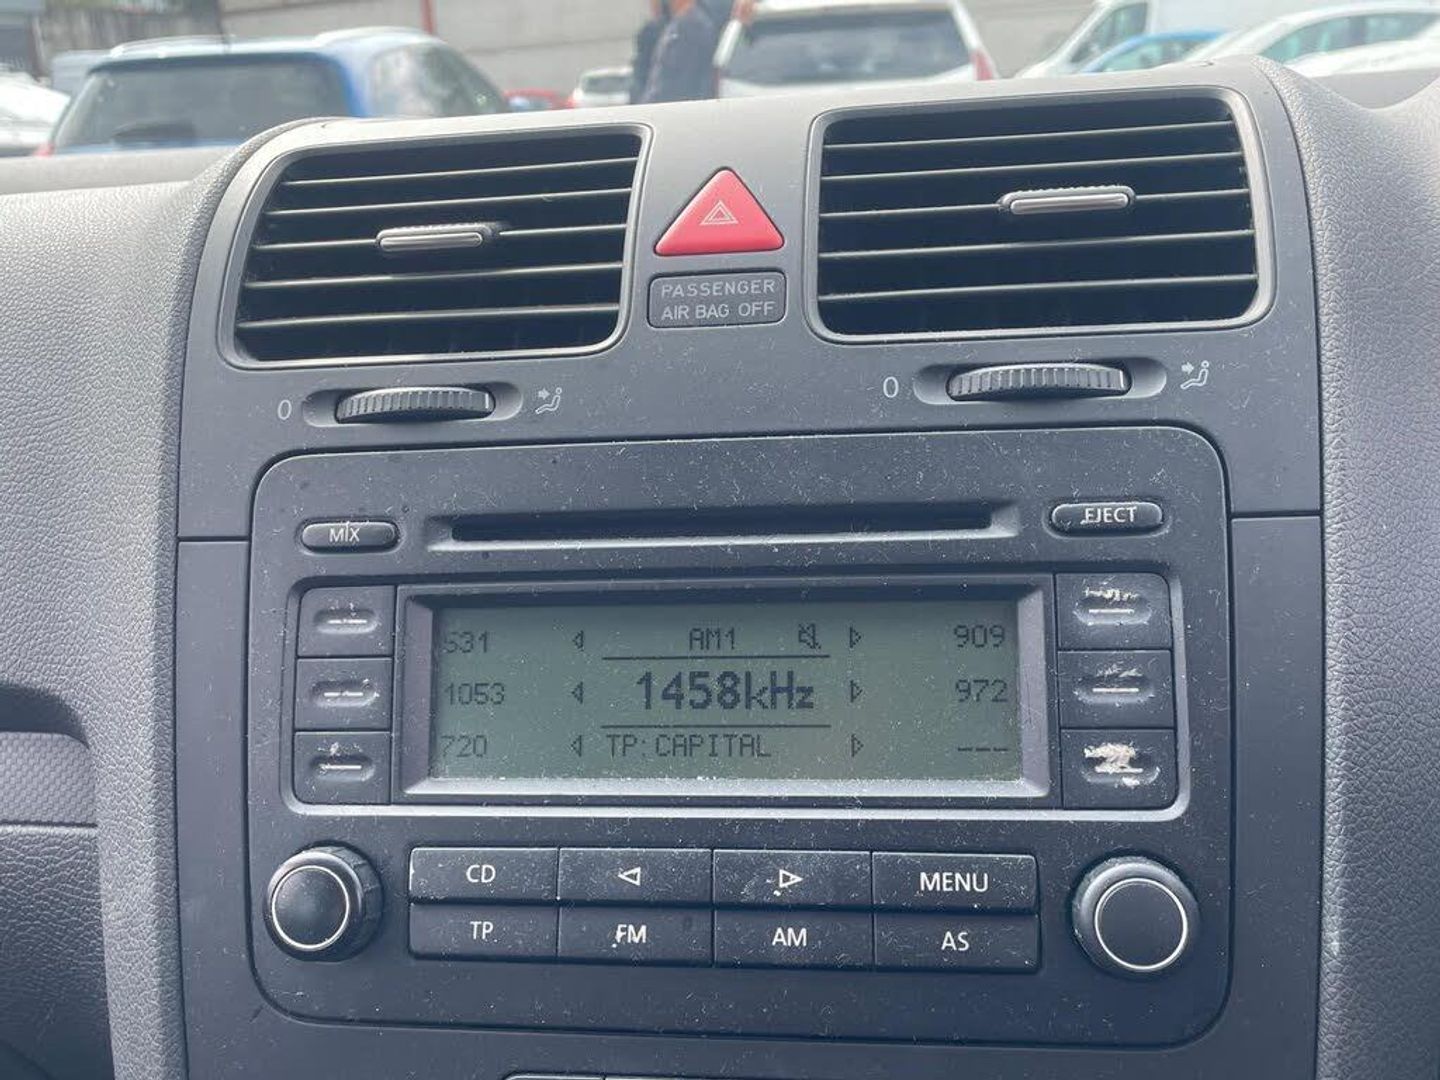 PASSENGER
AIR BAG OFF
0
0
MIX
EJECT
531 AM1 909
1053 1458kHz 972
720 TP:CAPITAL ---
CD MENU
TP FM AM AS